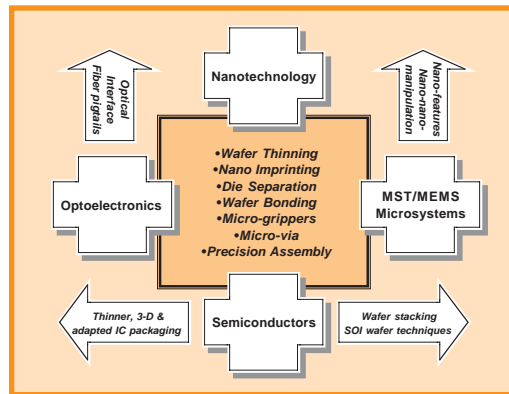 Nanotechnology
Optical
Interface
Fiber pigtails
Nano-features
Nano-nano-
manipulation
•Wafer Thinning
•Nano Imprinting
•Die Separation
•Wafer Bonding
•Micro-grippers
•Micro-via
•Precision Assembly
Optoelectronics
MST/MEMS
Microsystems
Thinner, 3-D &
adapted IC packaging
Semiconductors
Wafer stacking
SOI wafer techniques